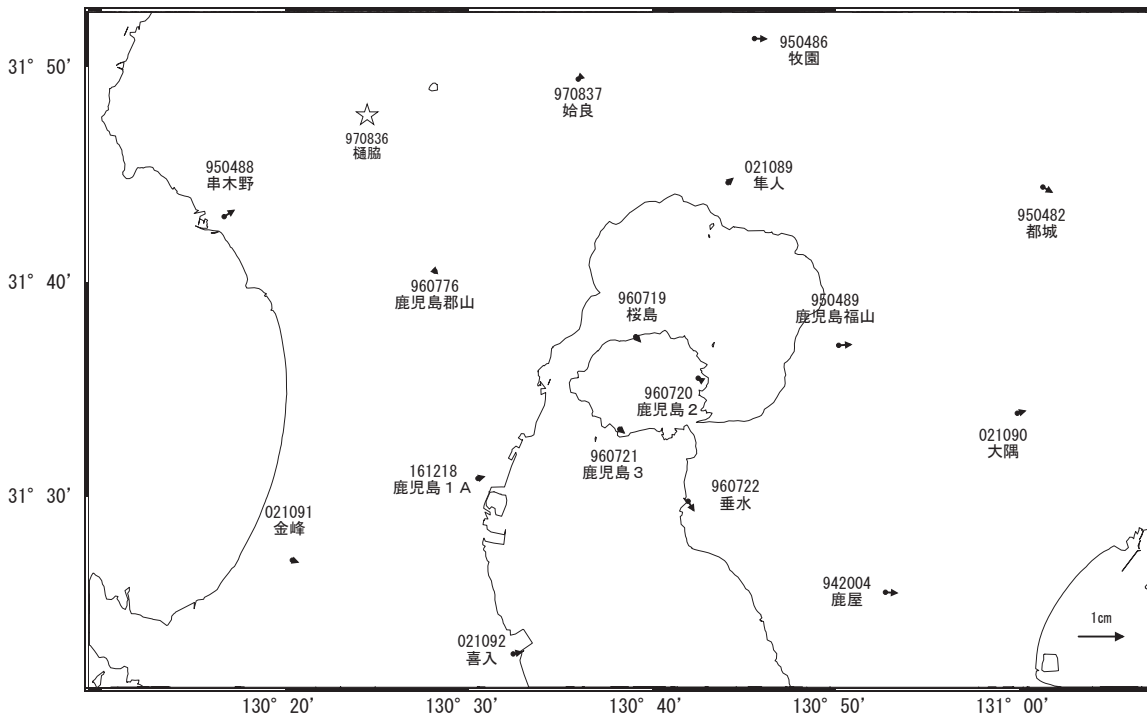 31° 50'
950486
牧園
970837
姶良
970836
樋脇
021089
隼人
950488
串木野
950482
都城
31° 40'
960776
鹿児島郡山
960719
桜島
950489
鹿児島福山
960720
鹿児島２
021090
大隅
960721
鹿児島３
161218
鹿児島１Ａ
960722
垂水
31° 30'
021091
金峰
942004
鹿屋
1cm
021092
喜入
130° 20'
130° 30'
130° 40'
130° 50'
131° 00'